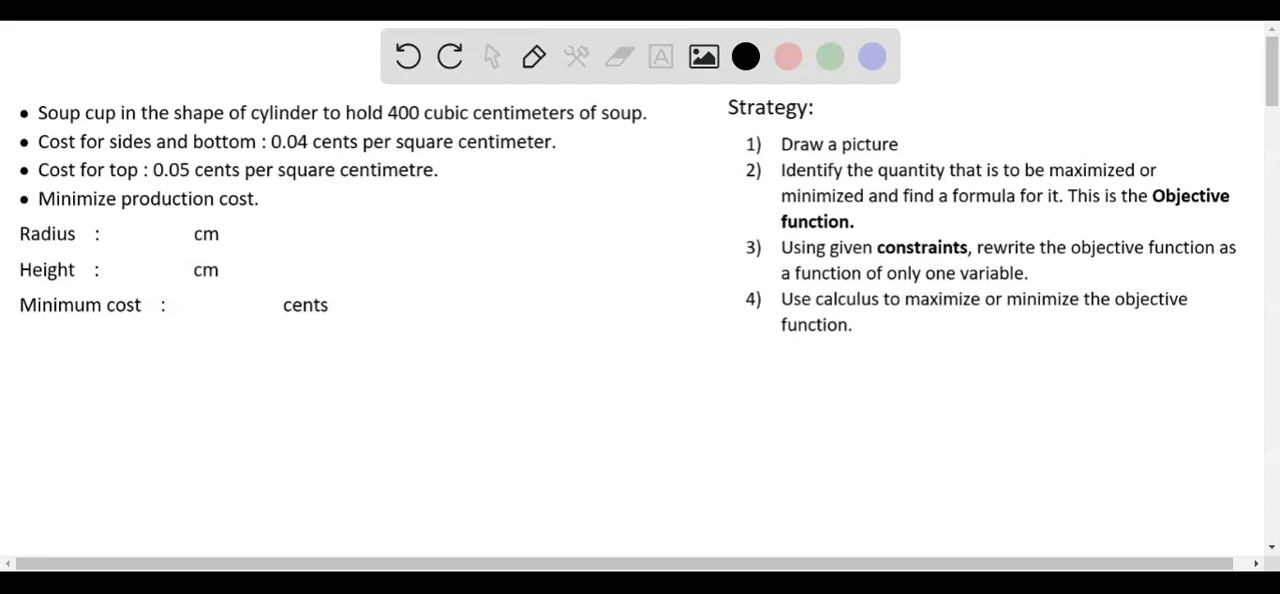 • Soup cup in the shape of cylinder to hold 400 cubic centimeters of soup.
• Cost for sides and bottom : 0.04 cents per square centimeter.
• Cost for top : 0.05 cents per square centimetre.
• Minimize production cost.
Radius : cm
Height : cm
Minimum cost : cents
Strategy:
1) Draw a picture
2) Identify the quantity that is to be maximized or
minimized and find a formula for it. This is the Objective
function.
3) Using given constraints, rewrite the objective function as
a function of only one variable.
4) Use calculus to maximize or minimize the objective
function.
A